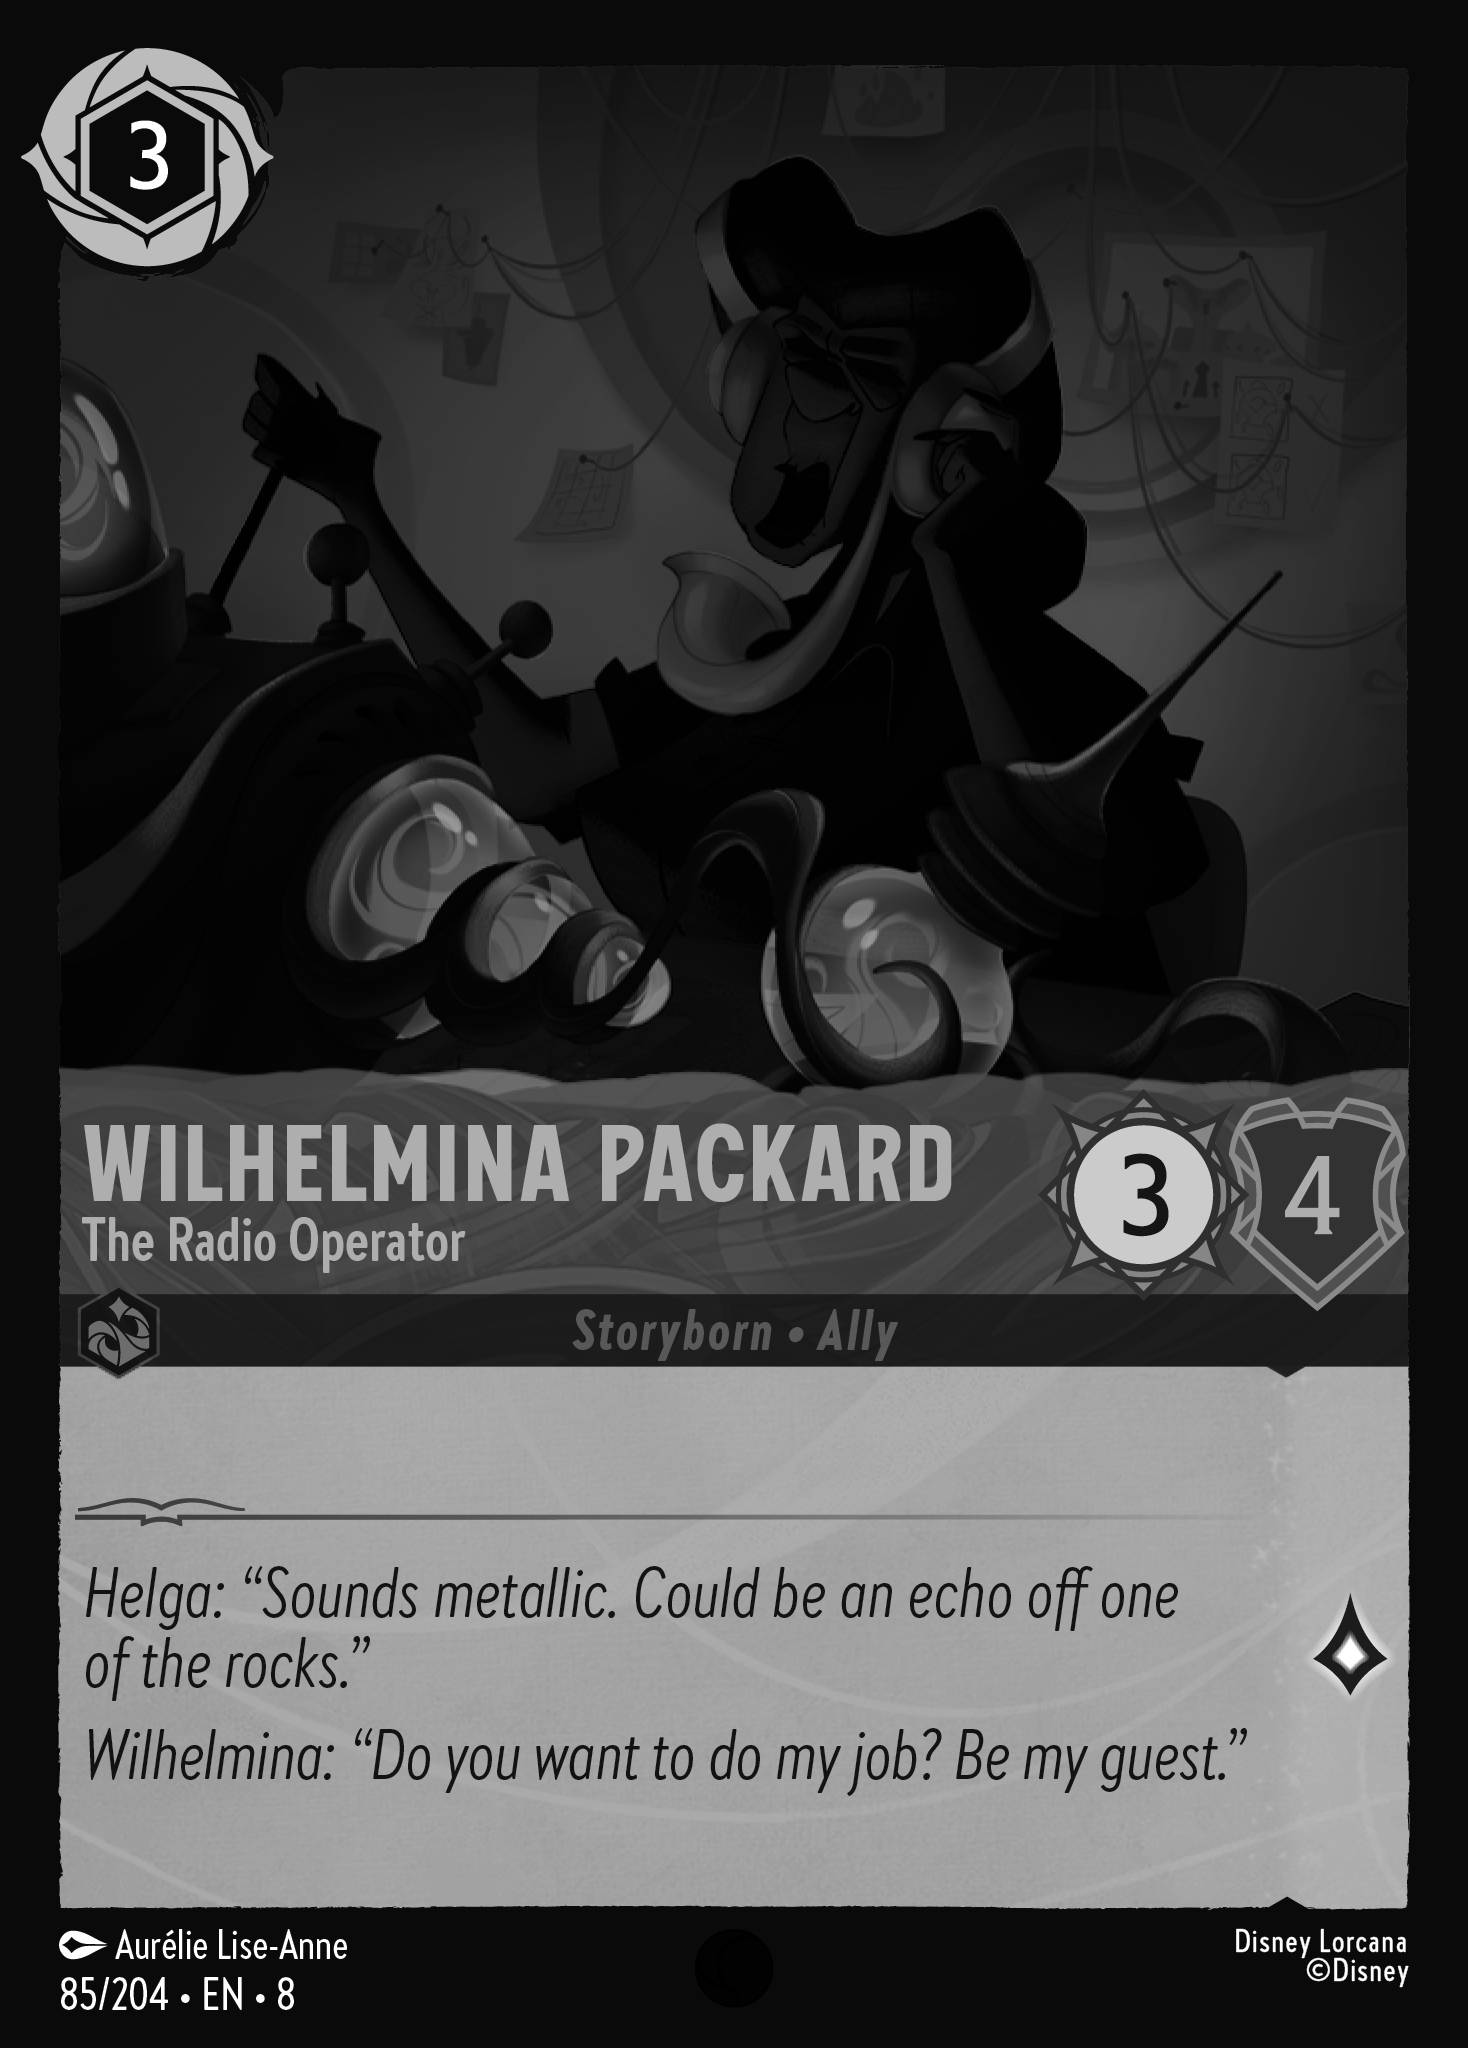 3
WILHELMINA PACKARD
The Radio Operator
3
4
Storyborn • Ally
Helga: “Sounds metallic. Could be an echo off one
of the rocks.”
Wilhelmina: “Do you want to do my job? Be my guest.”
Aurélie Lise-Anne
85/204 • EN • 8
Disney Lorcana
©Disney